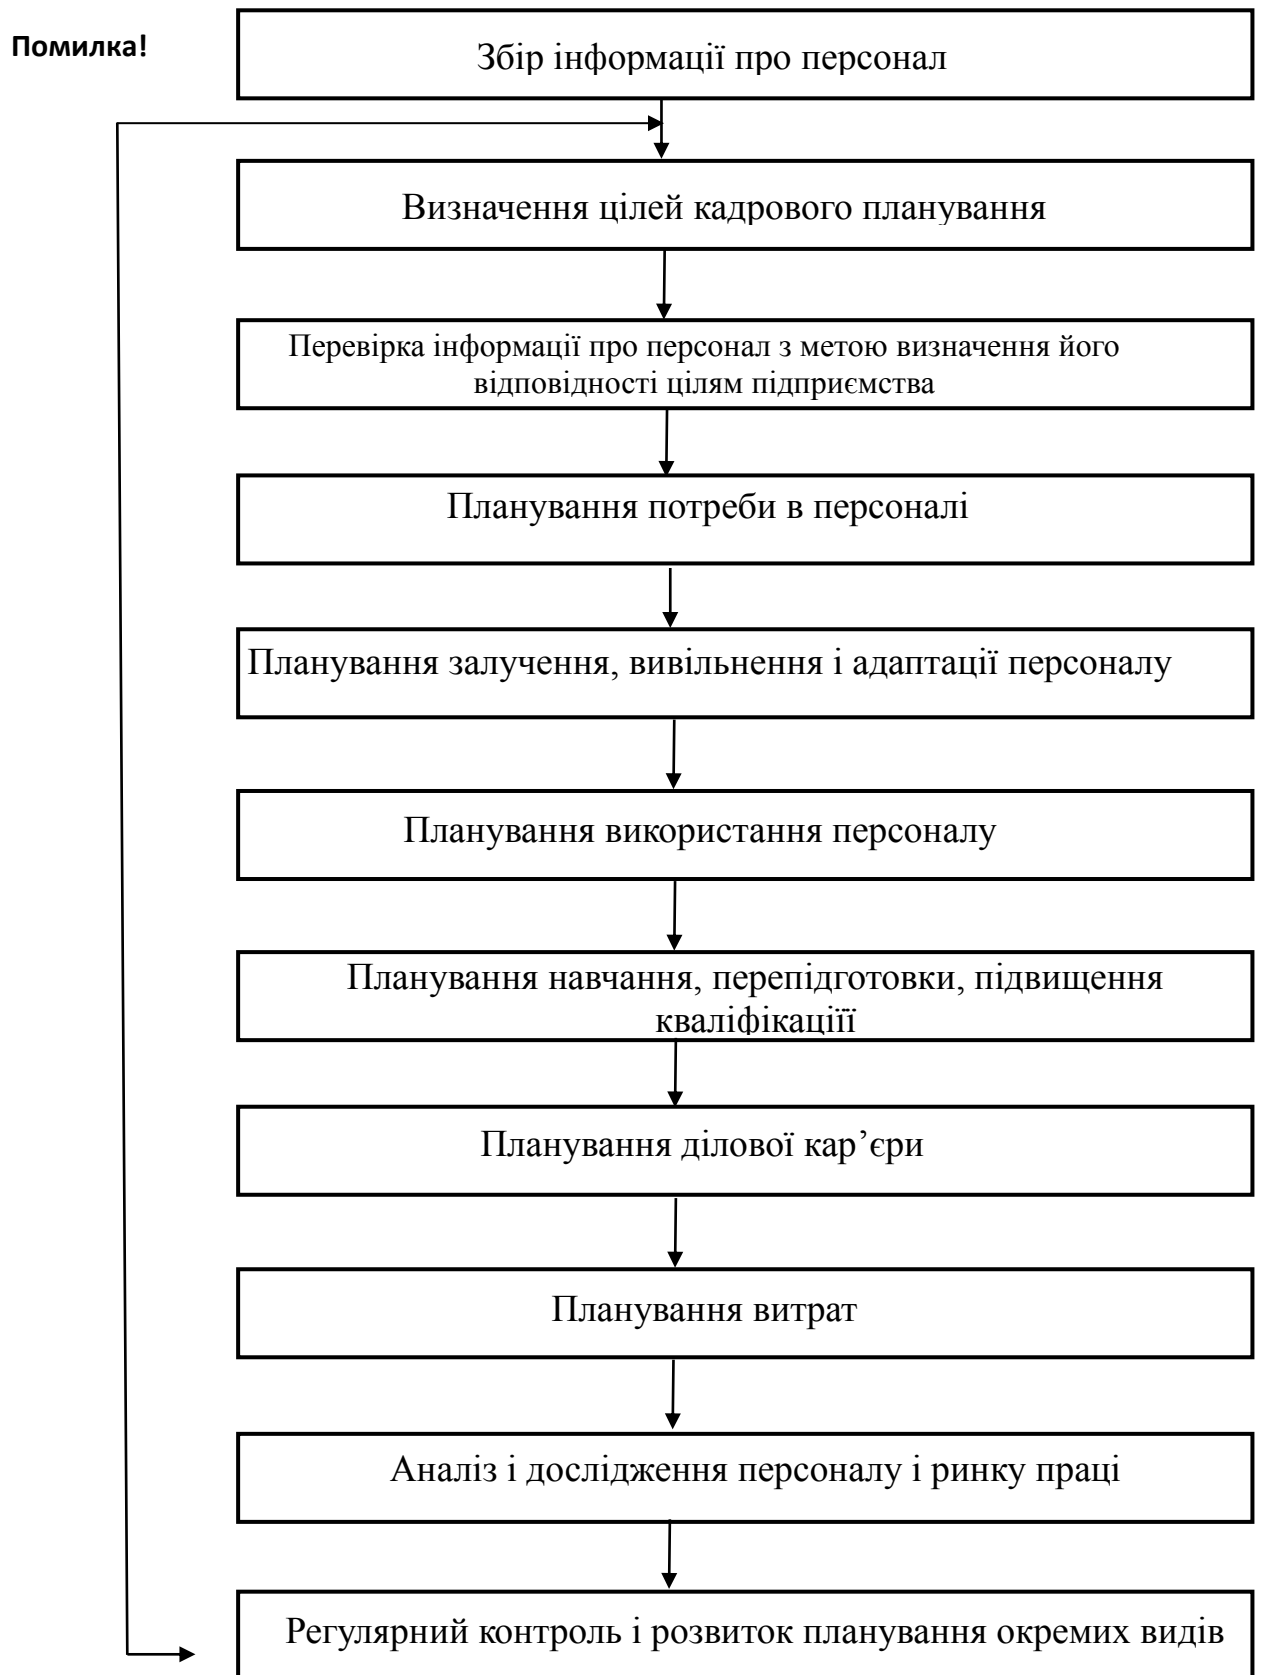 Помилка!
Збір інформації про персонал
Визначення цілей кадрового планування
Перевірка інформації про персонал з метою визначення його
відповідності цілям підприємства
Планування потреби в персоналі
Планування залучення, вивільнення і адаптації персоналу
Планування використання персоналу
Планування навчання, перепідготовки, підвищення
кваліфікаціїї
Планування ділової кар’єри
Планування витрат
Аналіз і дослідження персоналу і ринку праці
Регулярний контроль і розвиток планування окремих видів